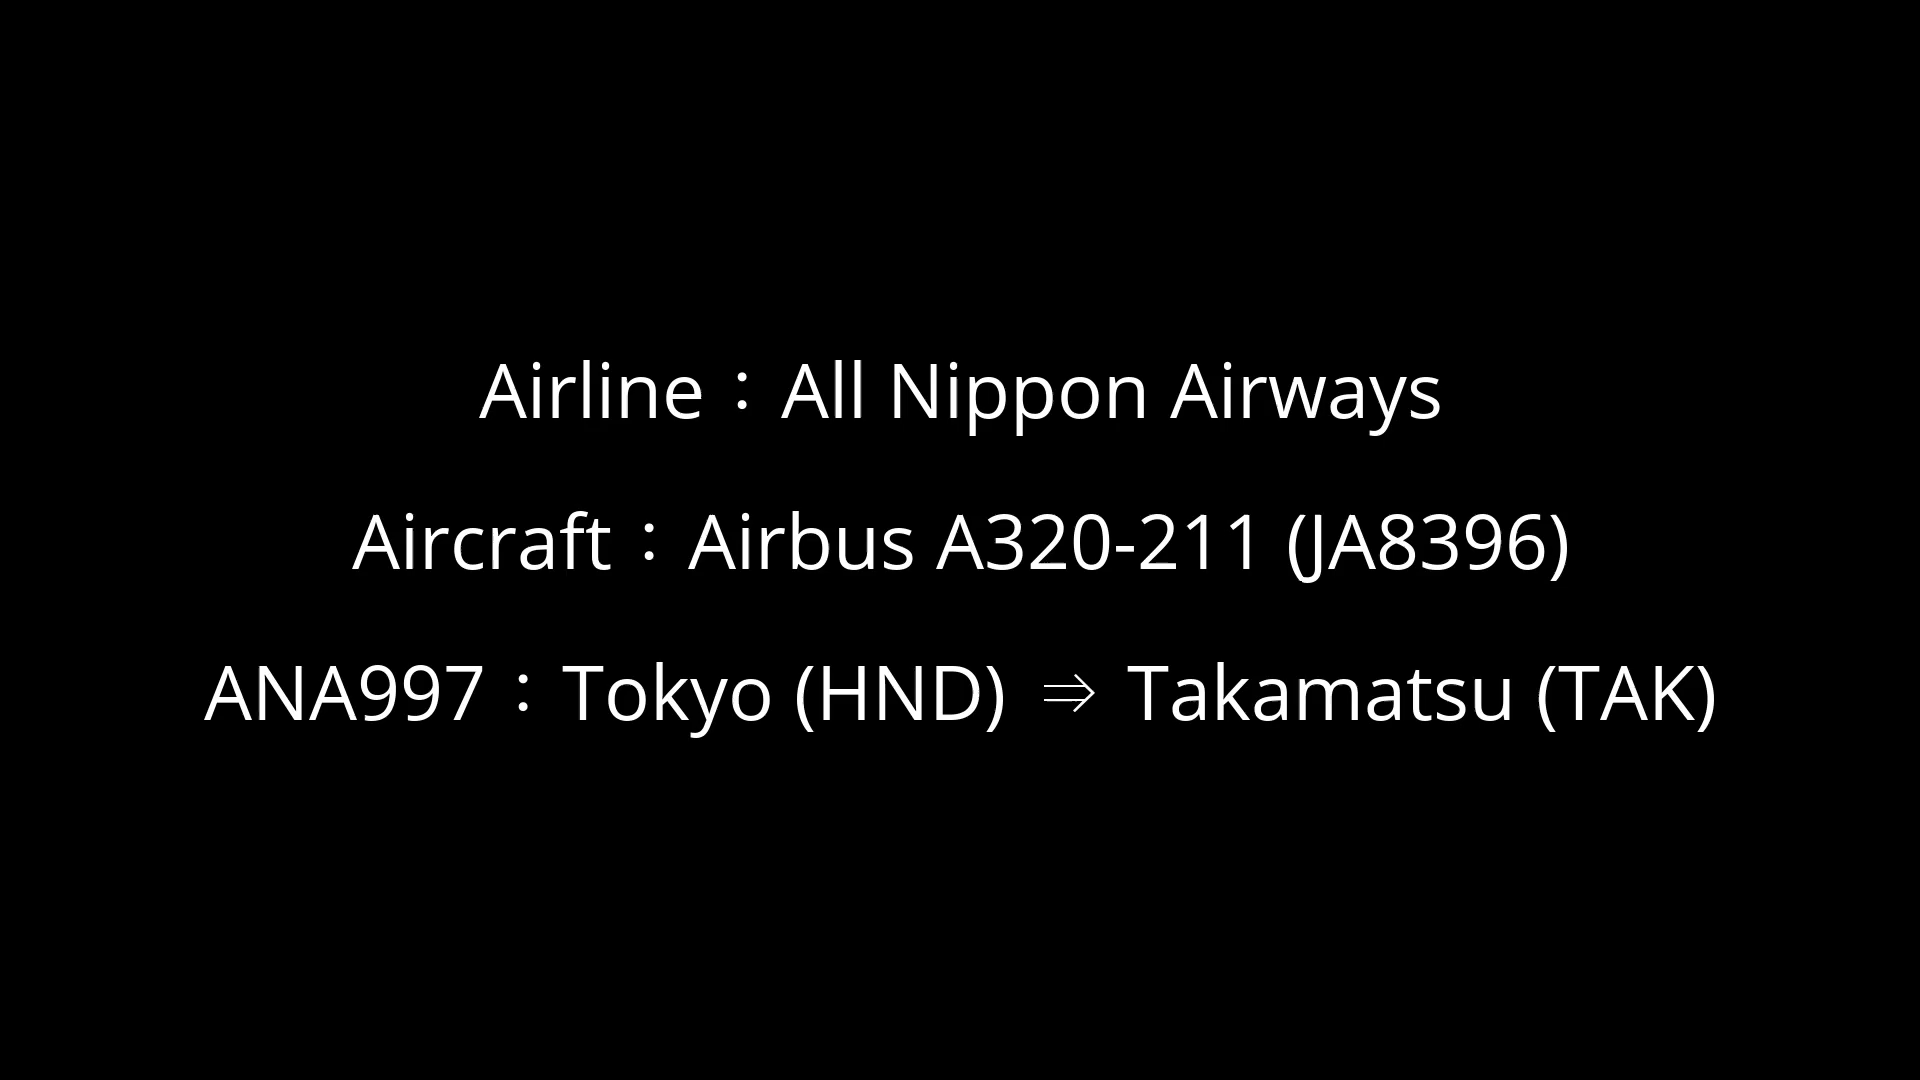 Airline：All Nippon Airways
Aircraft：Airbus A320-211 (JA8396)
ANA997：Tokyo (HND) ⇒ Takamatsu (TAK)